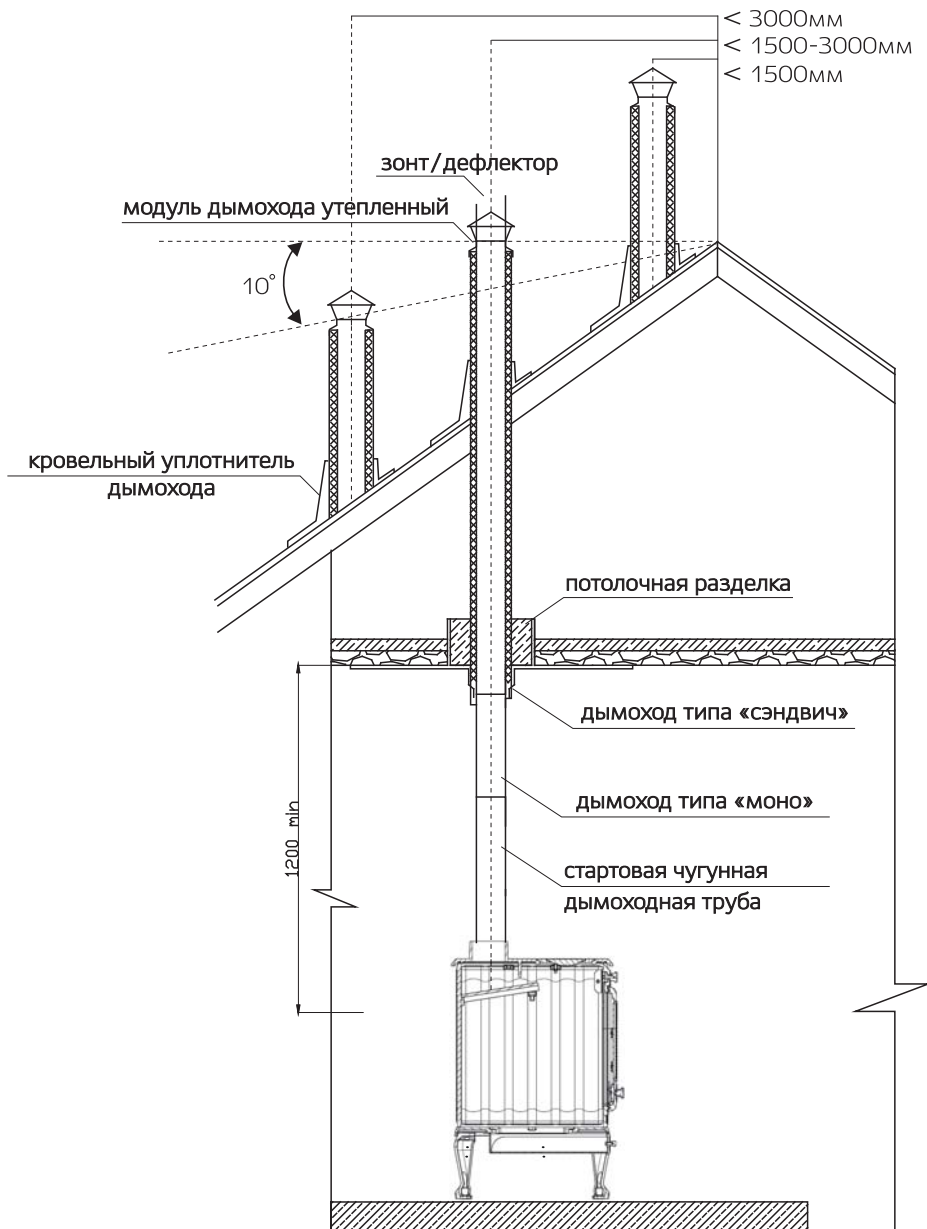 < 3000мм
< 1500-3000мм
< 1500мм
зонт/дефлектор
модуль дымохода утепленный
10°
кровельный уплотнитель
дымохода
потолочная разделка
дымоход типа «сэндвич»
дымоход типа «моно»
1200 min
стартовая чугунная
дымоходная труба